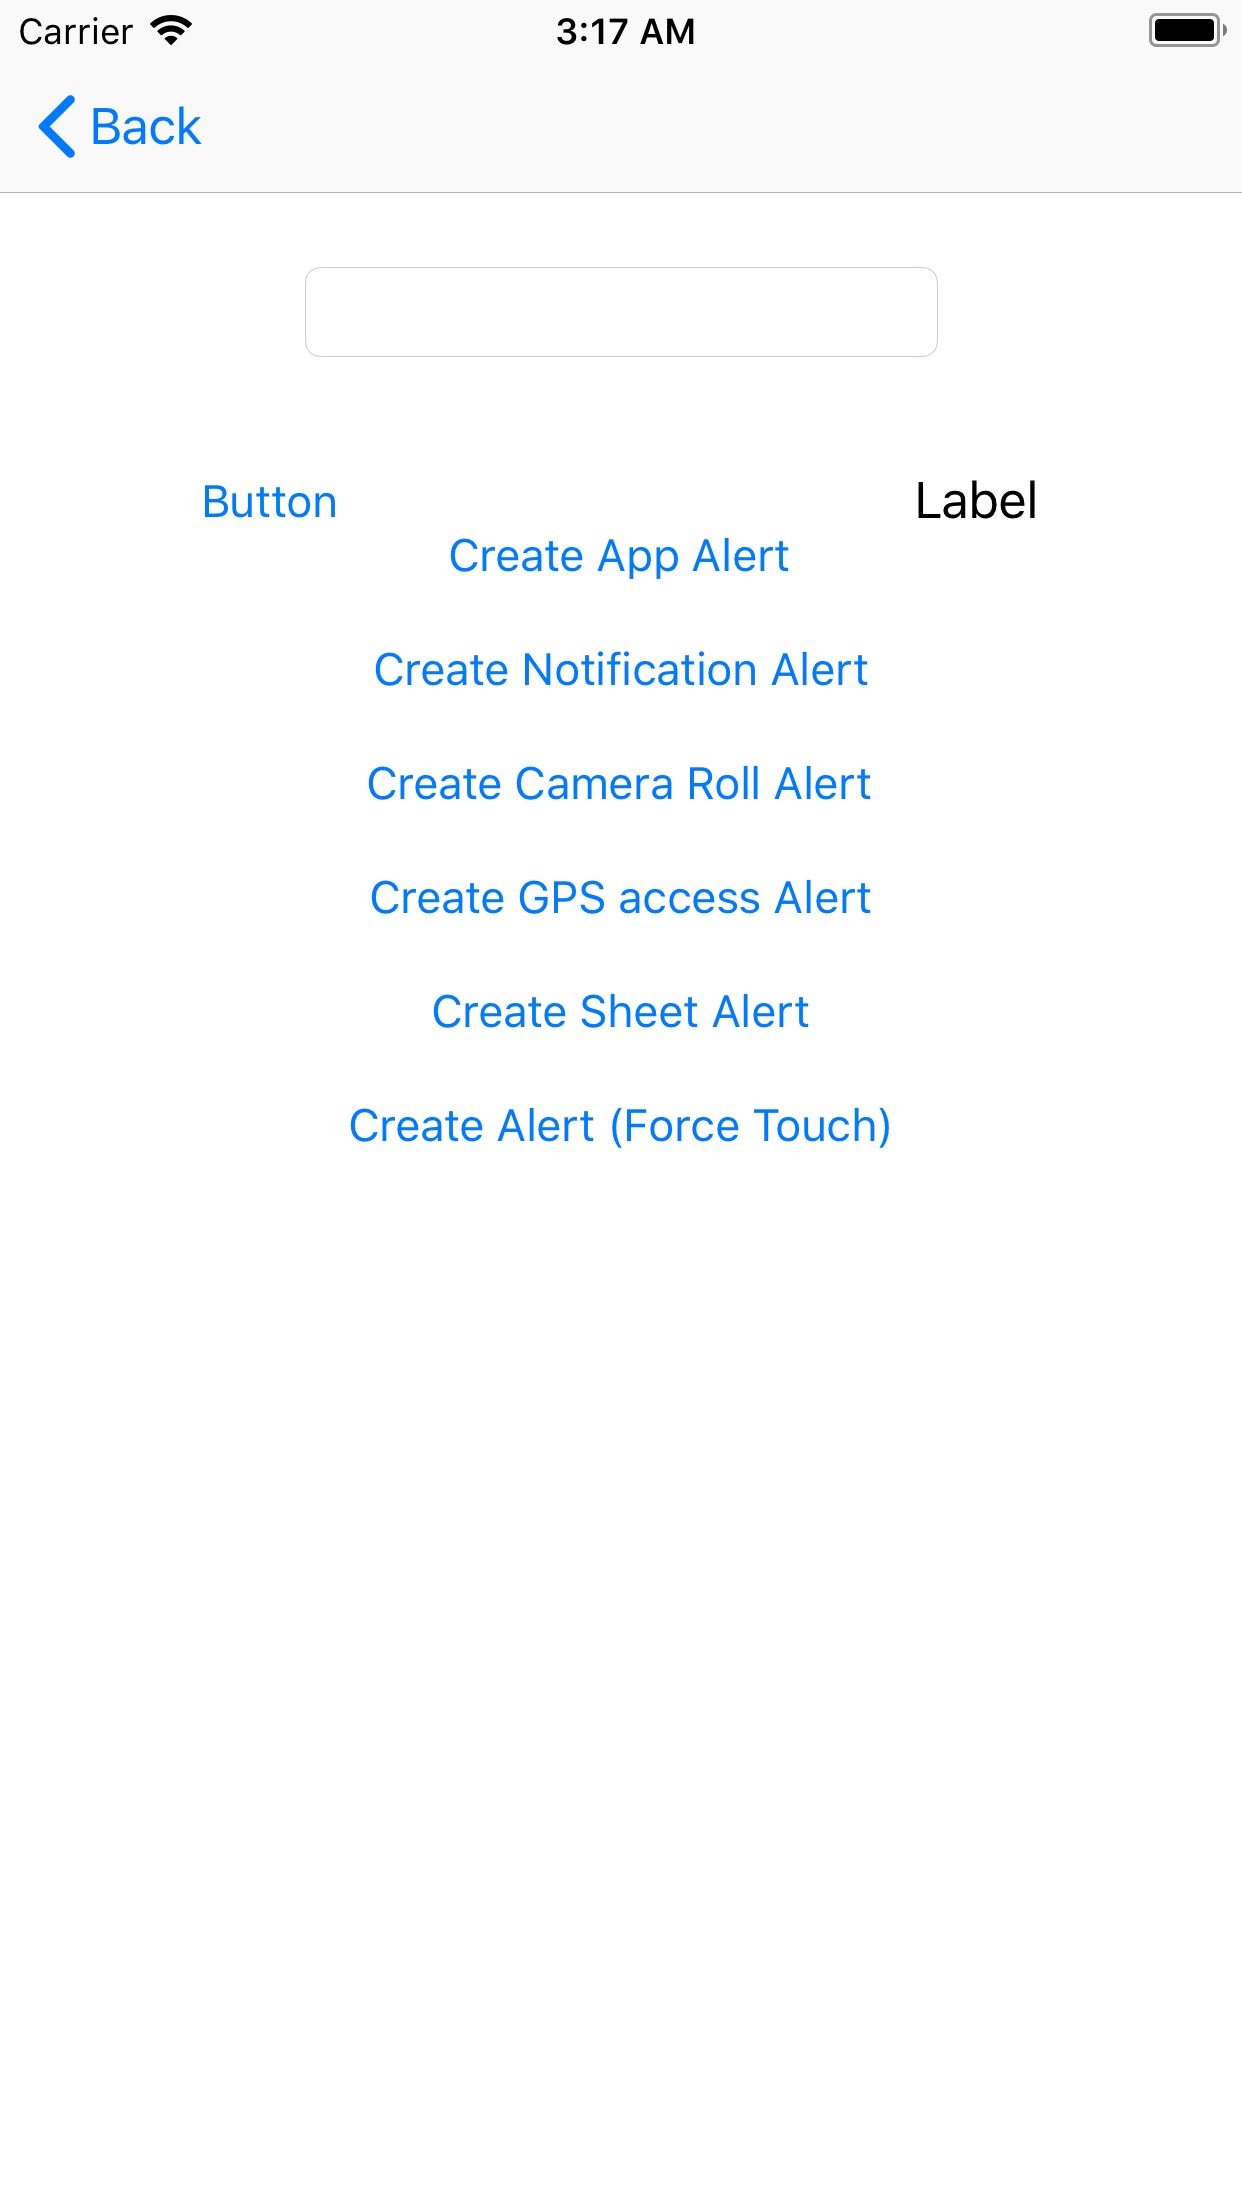 Carrier 3:17 AM
Back
Button Label
Create App Alert
Create Notification Alert
Create Camera Roll Alert
Create GPS access Alert
Create Sheet Alert
Create Alert (Force Touch)